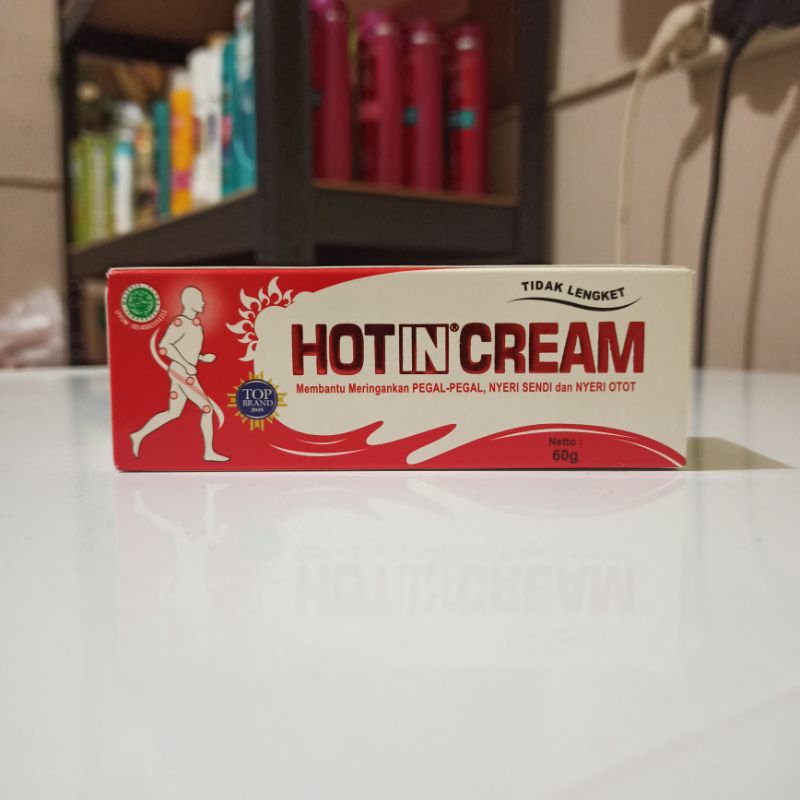 TIDAK LENGKET
HOT IN® CREAM
Membantu Meringankan PEGAL-PEGAL, NYERI SENDI dan NYERI OTOT
TOP
BRAND
Netto :
60g